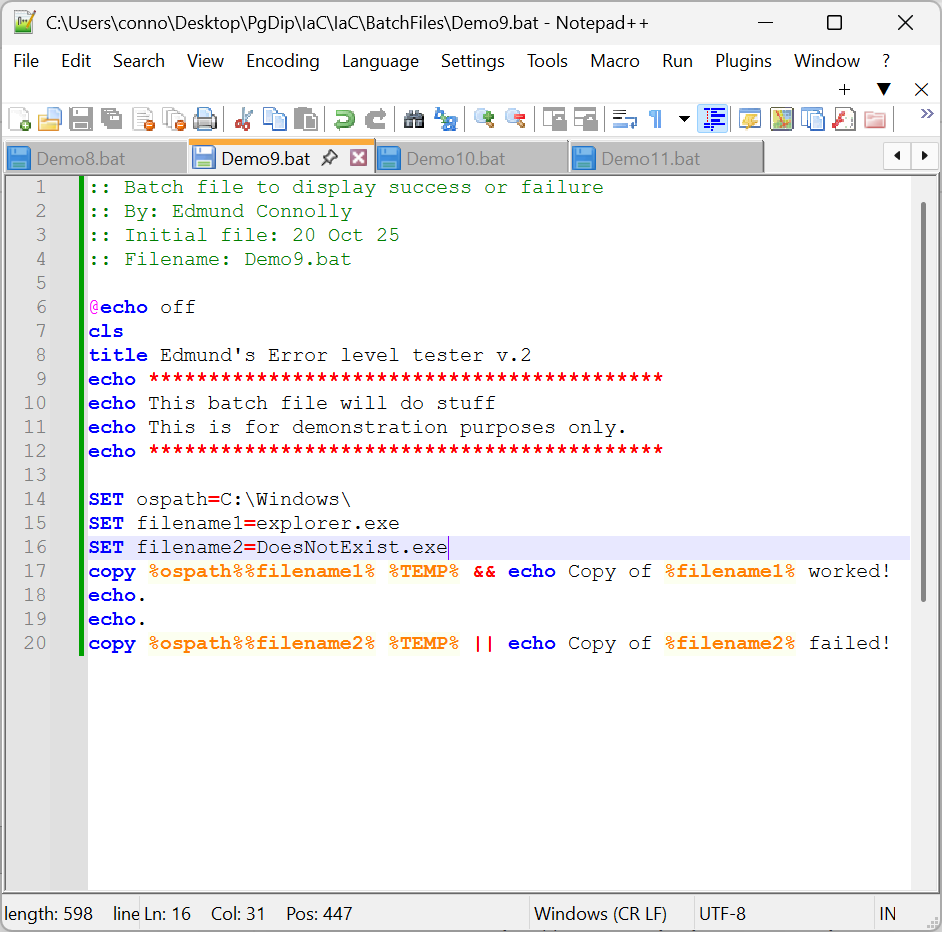 C:\Users\conno\Desktop\PgDip\IaC\IaC\BatchFiles\Demo9.bat - Notepad++
File Edit Search View Encoding Language Settings Tools Macro Run Plugins Window ?
Demo8.bat Demo9.bat Demo10.bat Demo11.bat
1 :: Batch file to display success or failure
2 :: By: Edmund Connolly
3 :: Initial file: 20 Oct 25
4 :: Filename: Demo9.bat
5
6 @echo off
7 cls
8 title Edmund's Error level tester v.2
9 echo *******************************************
10 echo This batch file will do stuff
11 echo This is for demonstration purposes only.
12 echo *******************************************
13
14 SET ospath=C:\Windows\
15 SET filename1=explorer.exe
16 SET filename2=DoesNotExist.exe
17 copy %ospath%%filename1% %TEMP% && echo Copy of %filename1% worked!
18 echo.
19 echo.
20 copy %ospath%%filename2% %TEMP% || echo Copy of %filename2% failed!
length: 598 line Ln: 16 Col: 31 Pos: 447 Windows (CR LF) UTF-8 IN